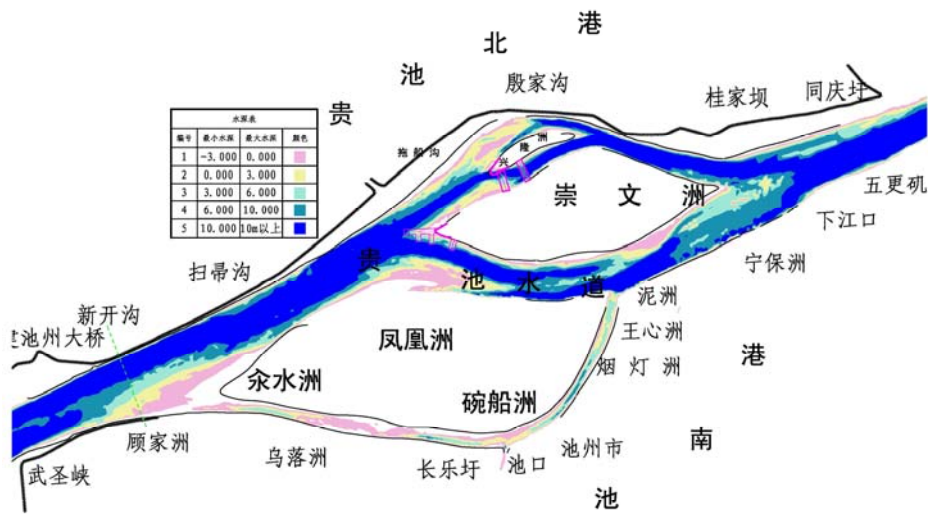 港
北
池
贵
殷家沟
桂家坝
同庆圩
水深表
编号 最小水深 最大水深 颜色
1 -3.000 0.000
2 0.000 3.000
3 3.000 6.000
4 6.000 10.000
5 10.000 10m以上
拖船沟
兴隆洲
崇文洲
五更矶
下江口
宁保洲
扫帚沟
贵池水道
泥洲
新开沟
池州大桥
凤凰洲
王心洲
港
烟灯洲
汆水洲
碗船洲
顾家洲
乌落洲
长乐圩
池口
池州市
南
武圣峡
池